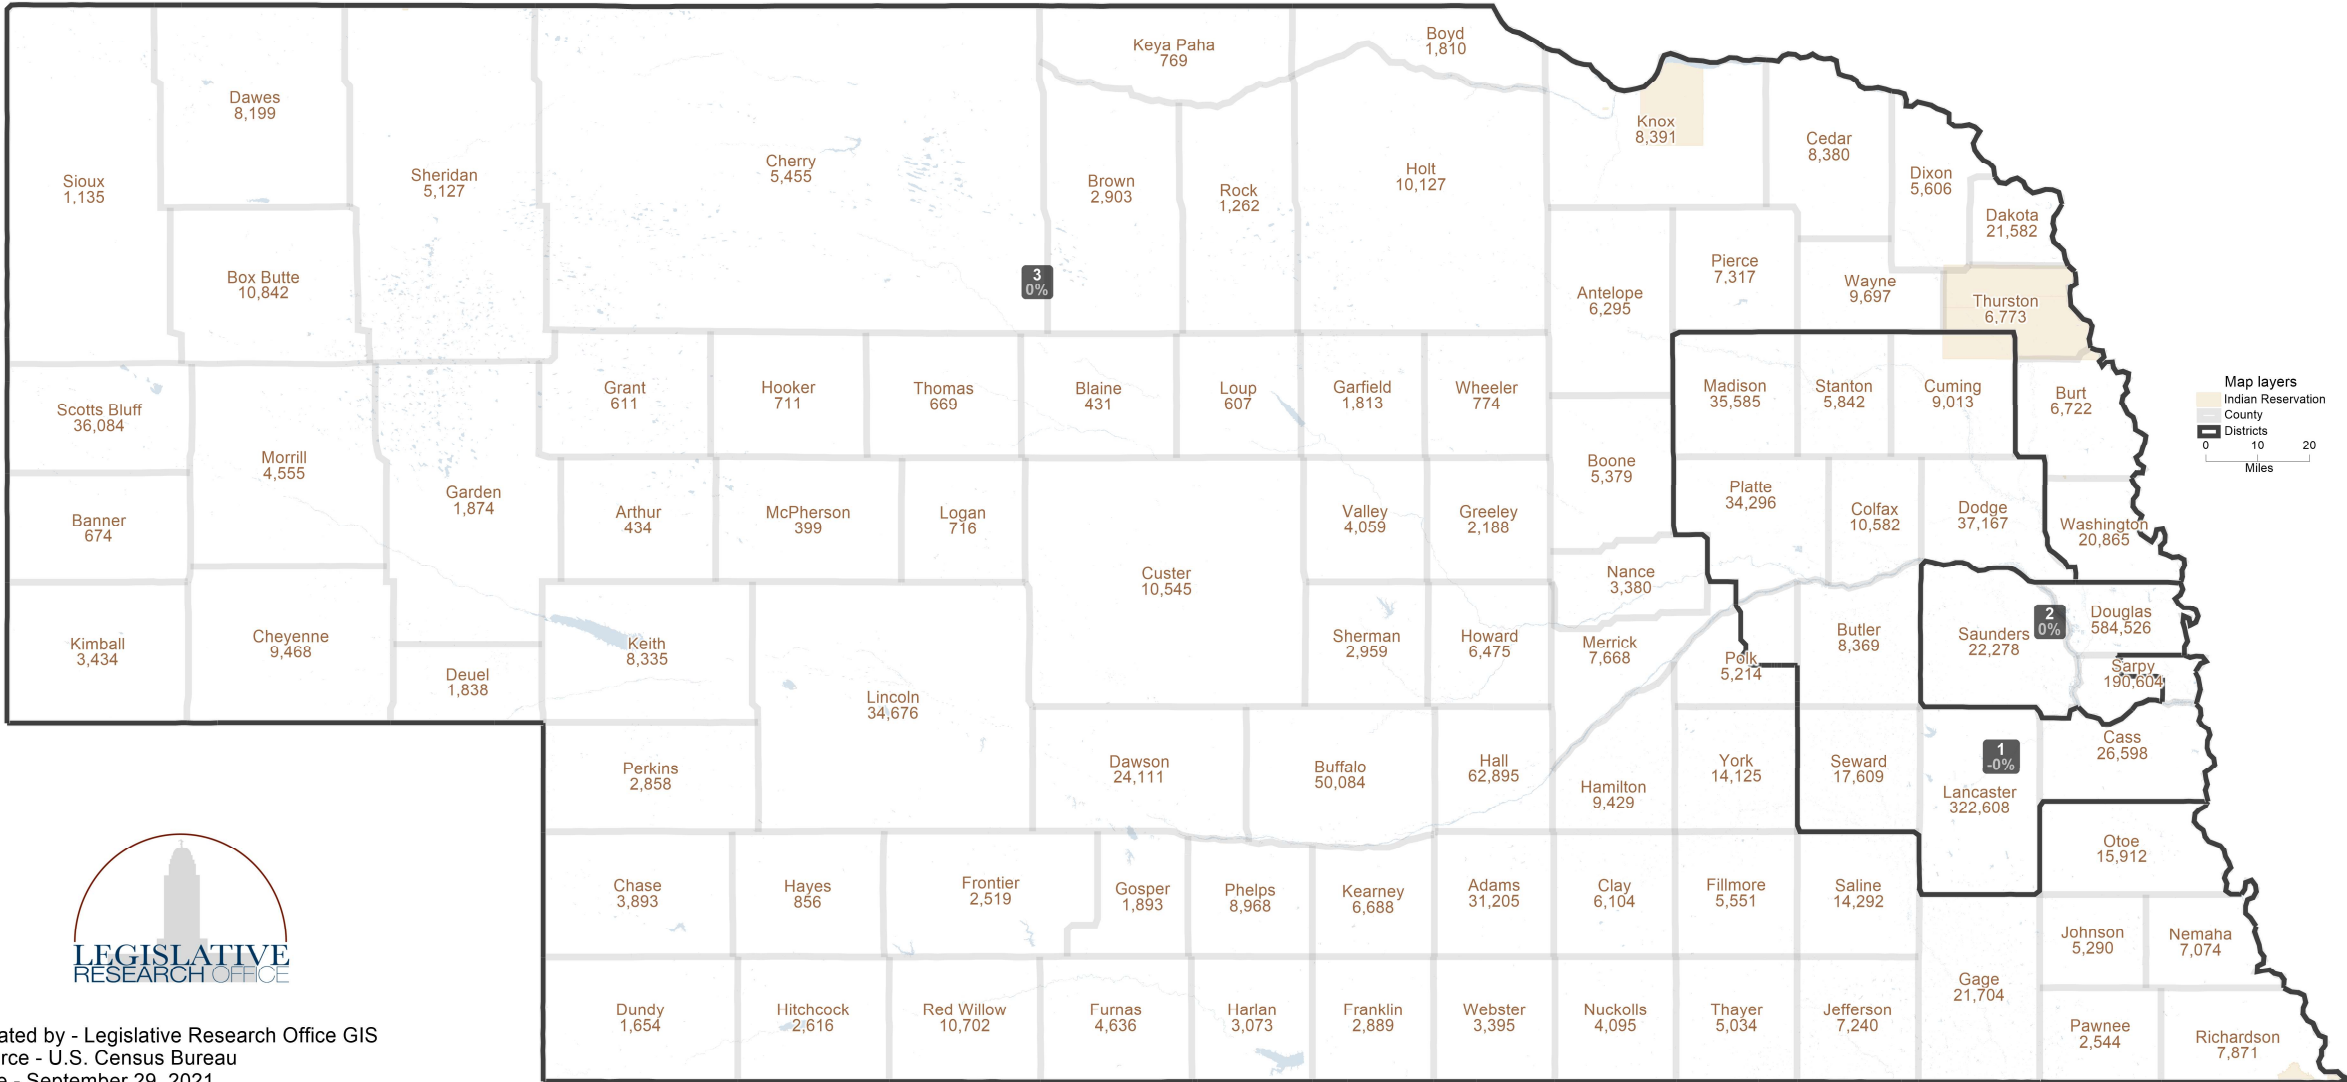 Keya Paha
769
Boyd
1,810
Dawes
8,199
Knox
8,391
Cedar
8,380
Sioux
1,135
Sheridan
5,127
Cherry
5,455
Brown
2,903
Rock
1,262
Holt
10,127
Dixon
5,606
Dakota
21,582
Box Butte
10,842
3
0%
Antelope
6,295
Pierce
7,317
Wayne
9,697
Thurston
6,773
Scotts Bluff
36,084
Grant
611
Hooker
711
Thomas
669
Blaine
431
Loup
607
Garfield
1,813
Wheeler
774
Madison
35,585
Stanton
5,842
Cuming
9,013
Burt
6,722
Map layers
Indian Reservation
County
Districts
0 10 20
Miles
Morrill
4,555
Garden
1,874
Boone
5,379
Banner
674
Arthur
434
McPherson
399
Logan
716
Valley
4,059
Greeley
2,188
Platte
34,296
Colfax
10,582
Dodge
37,167
Washington
20,865
Custer
10,545
Nance
3,380
Kimball
3,434
Cheyenne
9,468
Deuel
1,838
Keith
8,335
Lincoln
34,676
Sherman
2,959
Howard
6,475
Merrick
7,668
Polk
5,214
Butler
8,369
Saunders
22,278
2
0%
Douglas
584,526
Sarpy
190,604
Perkins
2,858
Dawson
24,111
Buffalo
50,084
Hall
62,895
Hamilton
9,429
York
14,125
Seward
17,609
1
-0%
Lancaster
322,608
Cass
26,598
Otoe
15,912
Chase
3,893
Hayes
856
Frontier
2,519
Gosper
1,893
Phelps
8,968
Kearney
6,688
Adams
31,205
Clay
6,104
Fillmore
5,551
Saline
14,292
Johnson
5,290
Nemaha
7,074
Gage
21,704
Dundy
1,654
Hitchcock
2,616
Red Willow
10,702
Furnas
4,636
Harlan
3,073
Franklin
2,889
Webster
3,395
Nuckolls
4,095
Thayer
5,034
Jefferson
7,240
Pawnee
2,544
Richardson
7,871
LEGISLATIVE
RESEARCH OFFICE
ated by - Legislative Research Office GIS
rce - U.S. Census Bureau
e - September 29, 2021